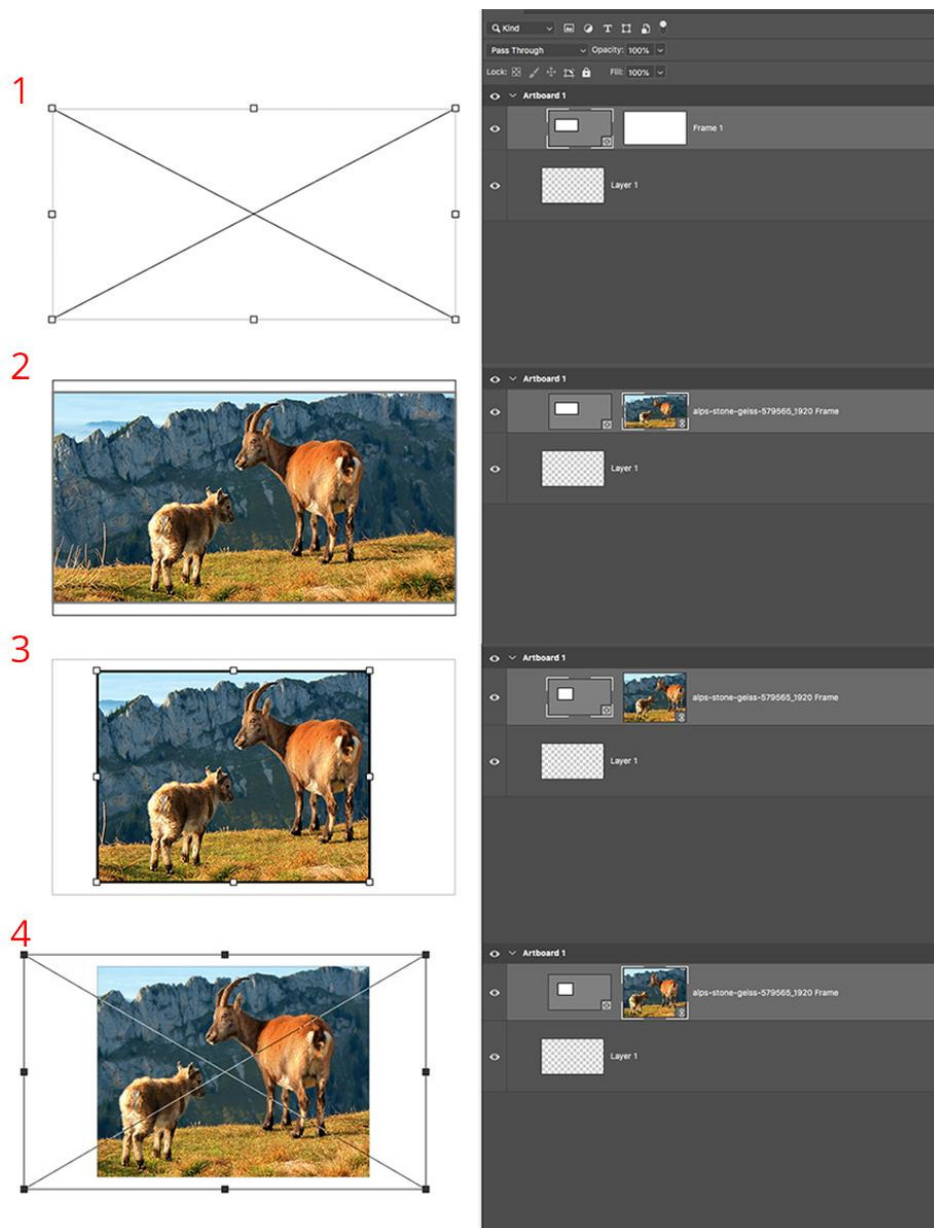 Kind
Pass Through Opacity: 100%
Lock: Fill: 100%
1
Artboard 1
Frame 1
Layer 1
2
Artboard 1
alps-stone-geiss-579565_1920 Frame
Layer 1
3
Artboard 1
alps-stone-geiss-579565_1920 Frame
Layer 1
4
Artboard 1
alps-stone-geiss-579565_1920 Frame
Layer 1